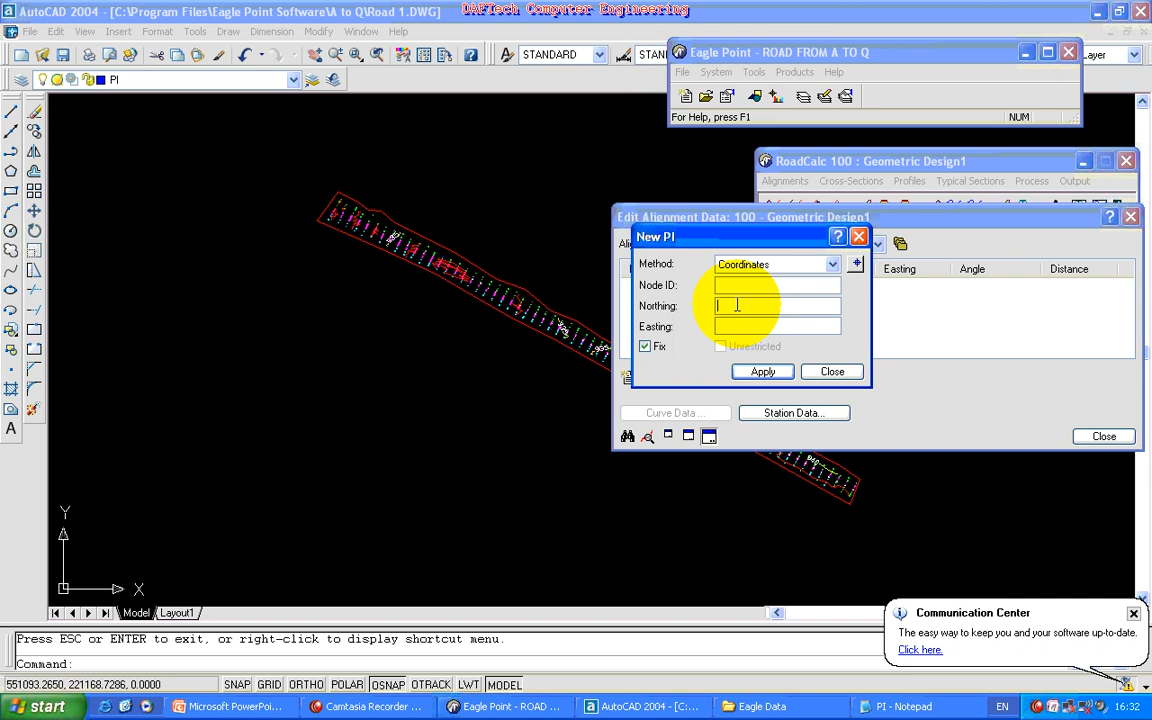 AutoCAD 2004 - [C:\Program Files\Eagle Point Software\A to Q\Road 1.DWG]
DAFTech Computer Engineering
File Edit View Insert Format Tools Draw Dimension Modify Window
Eagle Point - ROAD FROM A TO Q
STANDARD
STAN
Layer
File System Tools Products Help
PI
For Help, press F1 NUM
RoadCalc 100 : Geometric Design1
Alignments Cross-Sections Profiles Typical Sections Process Output
Edit Alignment Data: 100 - Geometric Design1
New PI
Method: Coordinates
Easting Angle Distance
Node ID:
Northing:
Easting:
Fix Unrestricted
Apply Close
Curve Data ... Station Data...
Close
Y
X
Model Layout1
Communication Center
The easy way to keep you and your software up-to-date.
Click here.
Press ESC or ENTER to exit, or right-click to display shortcut menu.
Command:
551093.2650, 221168.7286, 0.0000 SNAP GRID ORTHO POLAR OSNAP OTRACK LWT MODEL
start Microsoft PowerPoi... Camtasia Recorder ... Eagle Point - ROAD ... AutoCAD 2004 - [C:\... Eagle Data PI - Notepad EN 16:32